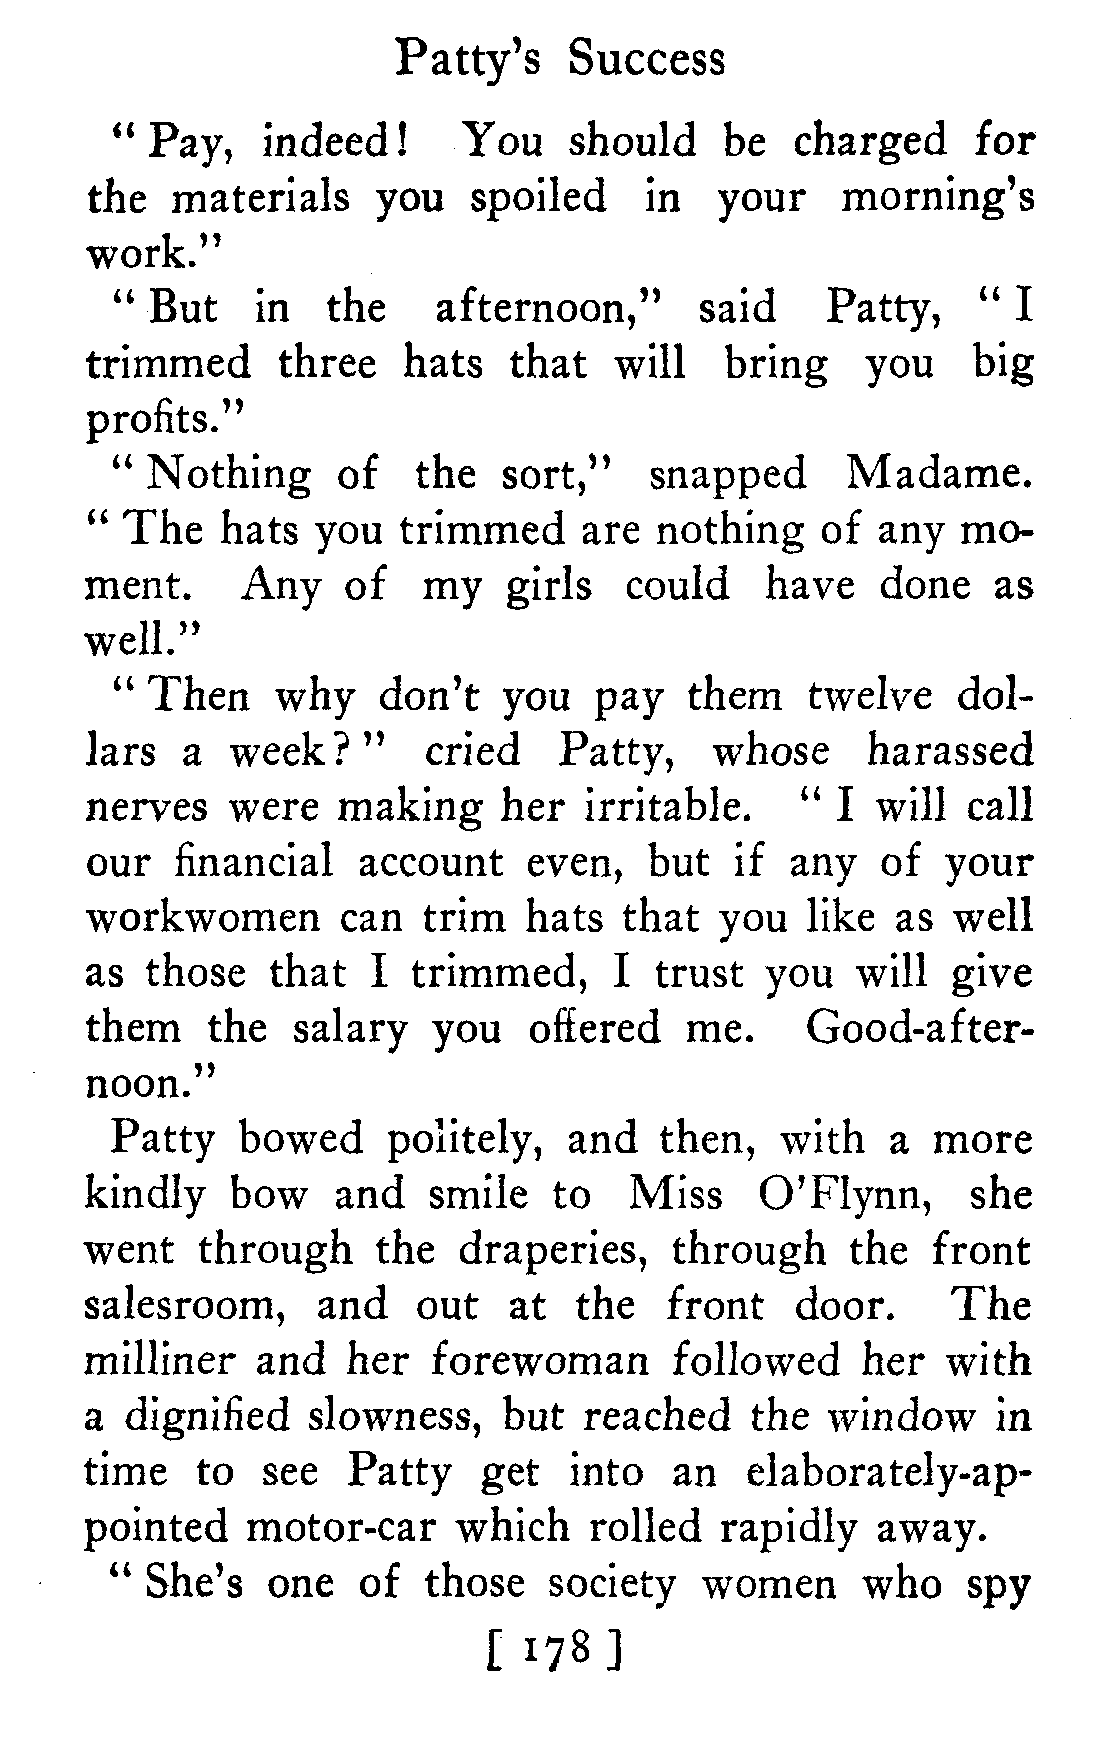 Patty's Success
" Pay, indeed! You should be charged for
the materials you spoiled in your morning's
work."
" But in the afternoon," said Patty, " I
trimmed three hats that will bring you big
profits."
" Nothing of the sort," snapped Madame.
" The hats you trimmed are nothing of any mo-
ment. Any of my girls could have done as
well."
" Then why don't you pay them twelve dol-
lars a week? " cried Patty, whose harassed
nerves were making her irritable. " I will call
our financial account even, but if any of your
workwomen can trim hats that you like as well
as those that I trimmed, I trust you will give
them the salary you offered me. Good-after-
noon."
Patty bowed politely, and then, with a more
kindly bow and smile to Miss O'Flynn, she
went through the draperies, through the front
salesroom, and out at the front door. The
milliner and her forewoman followed her with
a dignified slowness, but reached the window in
time to see Patty get into an elaborately-ap-
pointed motor-car which rolled rapidly away.
" She's one of those society women who spy
[ 178 ]